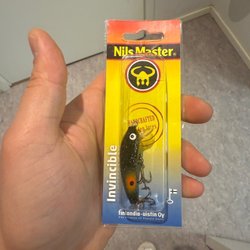 Nils Master®
HANDCRAFTED
Invincible
finlandia-uistin Oy